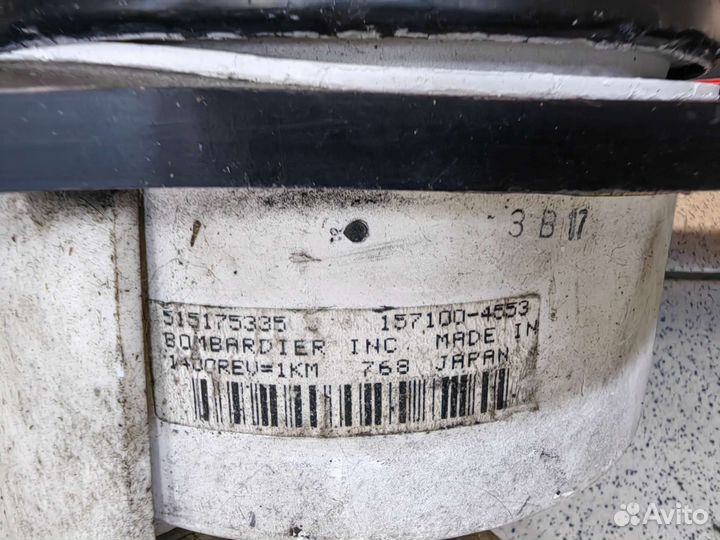 3 B 17
515175335 157100-4553
BOMBARDIER INC MADE IN
1400REV=1KM 768 JAPAN
Avito